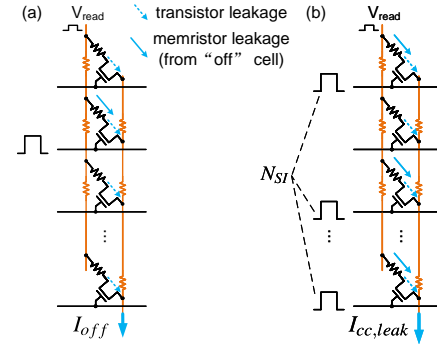 (a)
V_read
transistor leakage
memristor leakage
(from “off” cell)
(b)
V_read
N_SI
...
...
...
I_off
I_cc,leak